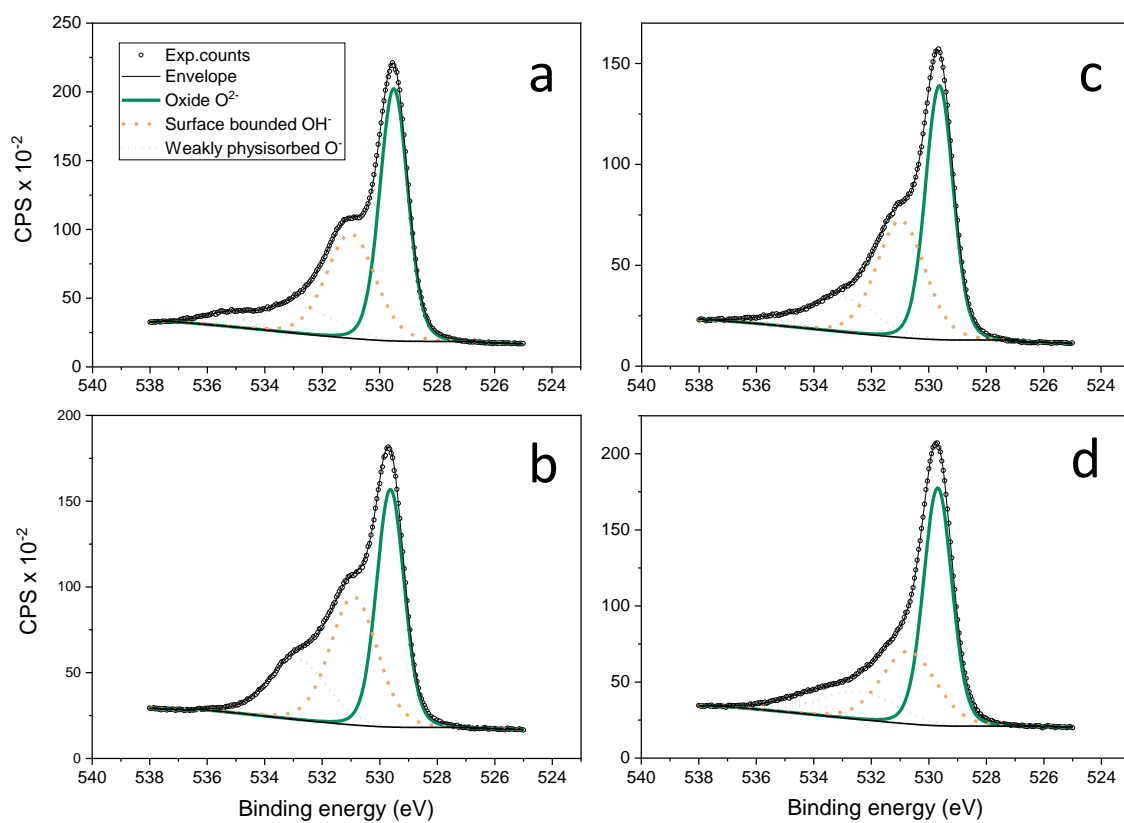 250
200
150
100
50
0
CPS x 10-2
Exp.counts
Envelope
Oxide O2-
Surface bounded OH-
Weakly physisorbed O-
a
540 538 536 534 532 530 528 526 524
150
100
50
0
c
540 538 536 534 532 530 528 526 524
200
150
100
50
0
CPS x 10-2
b
540 538 536 534 532 530 528 526 524
Binding energy (eV)
200
150
100
50
0
d
540 538 536 534 532 530 528 526 524
Binding energy (eV)